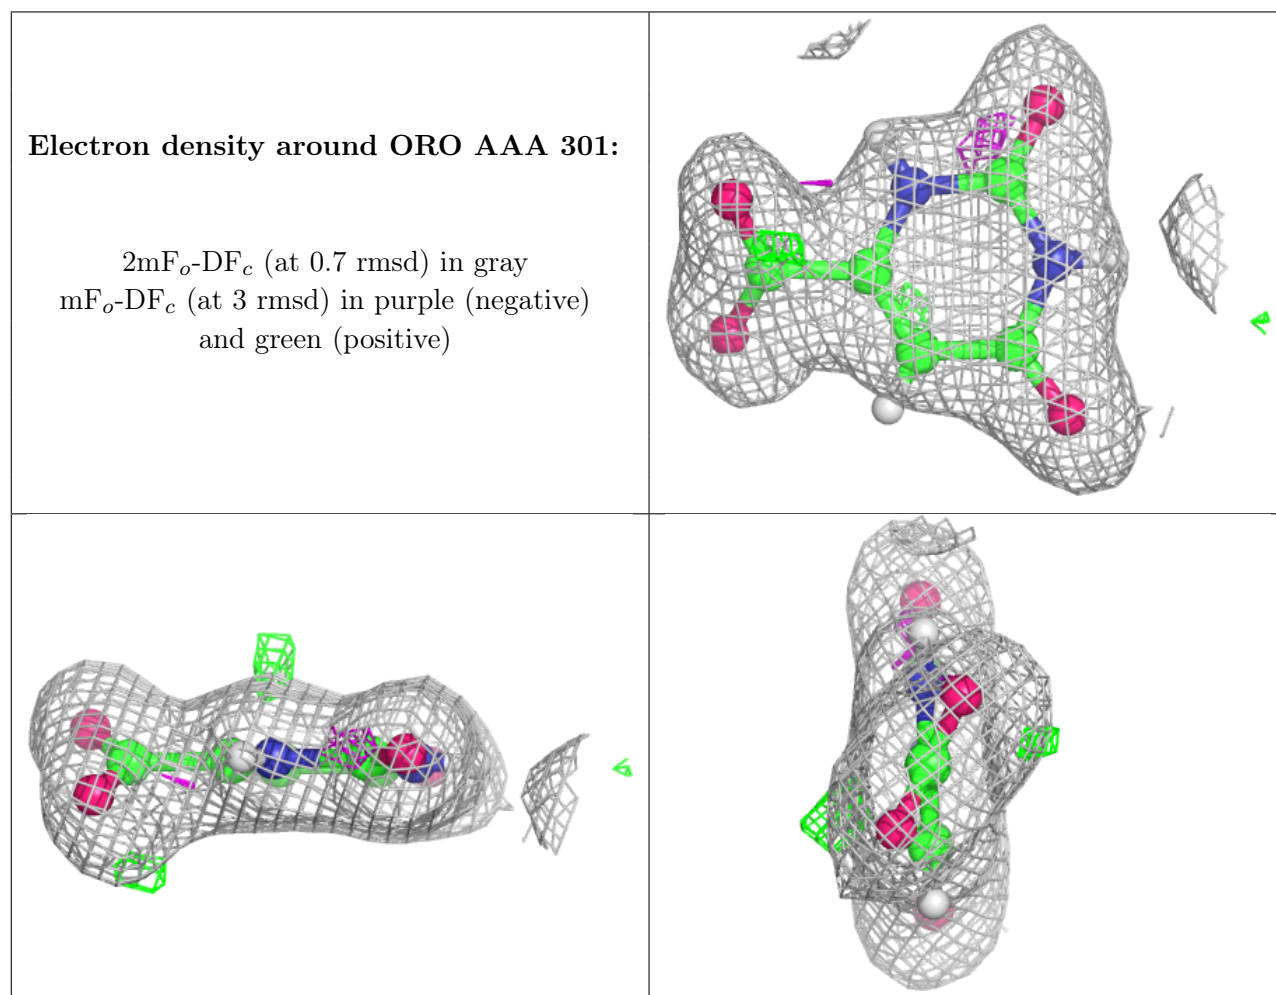 Electron density around ORO AAA 301:
2mFo-DFc (at 0.7 rmsd) in gray
mFo-DFc (at 3 rmsd) in purple (negative)
and green (positive)